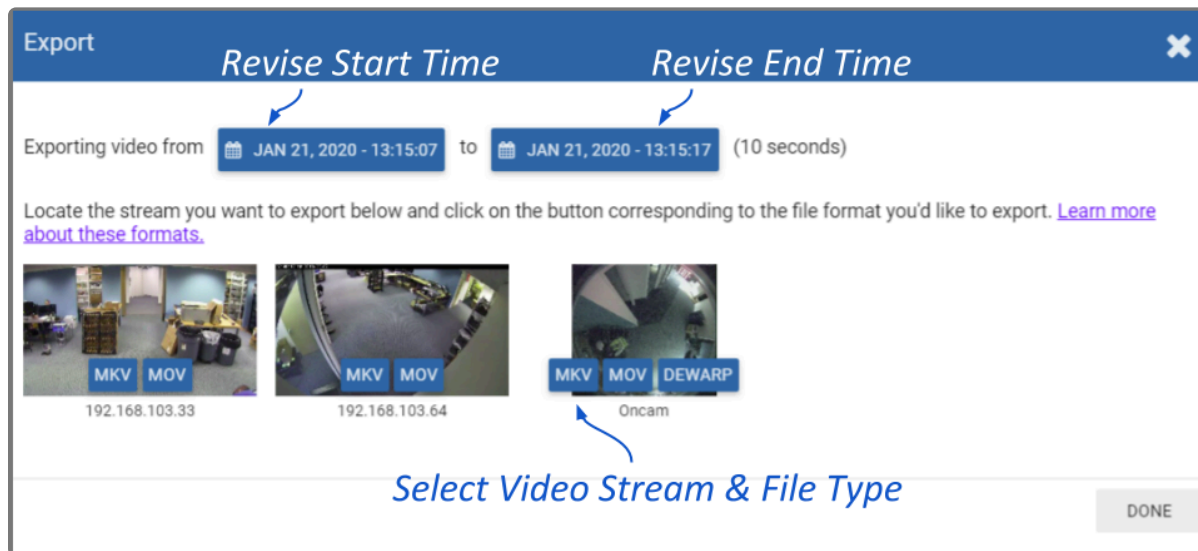 Export
Revise Start Time
Revise End Time
Exporting video from JAN 21, 2020 - 13:15:07 to JAN 21, 2020 - 13:15:17 (10 seconds)
Locate the stream you want to export below and click on the button corresponding to the file format you'd like to export. Learn more
about these formats.
MKV MOV
MKV MOV
MKV MOV DEWARP
192.168.103.33
192.168.103.64
Oncam
Select Video Stream & File Type
DONE